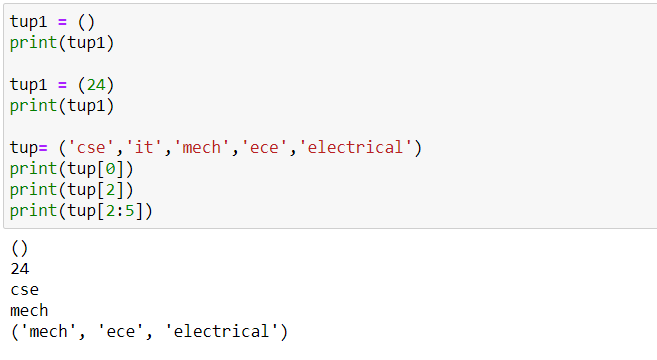 tup1 = ()
print(tup1)
tup1 = (24)
print(tup1)
tup= ('cse','it','mech','ece','electrical')
print(tup[0])
print(tup[2])
print(tup[2:5])
()
24
cse
mech
('mech', 'ece', 'electrical')